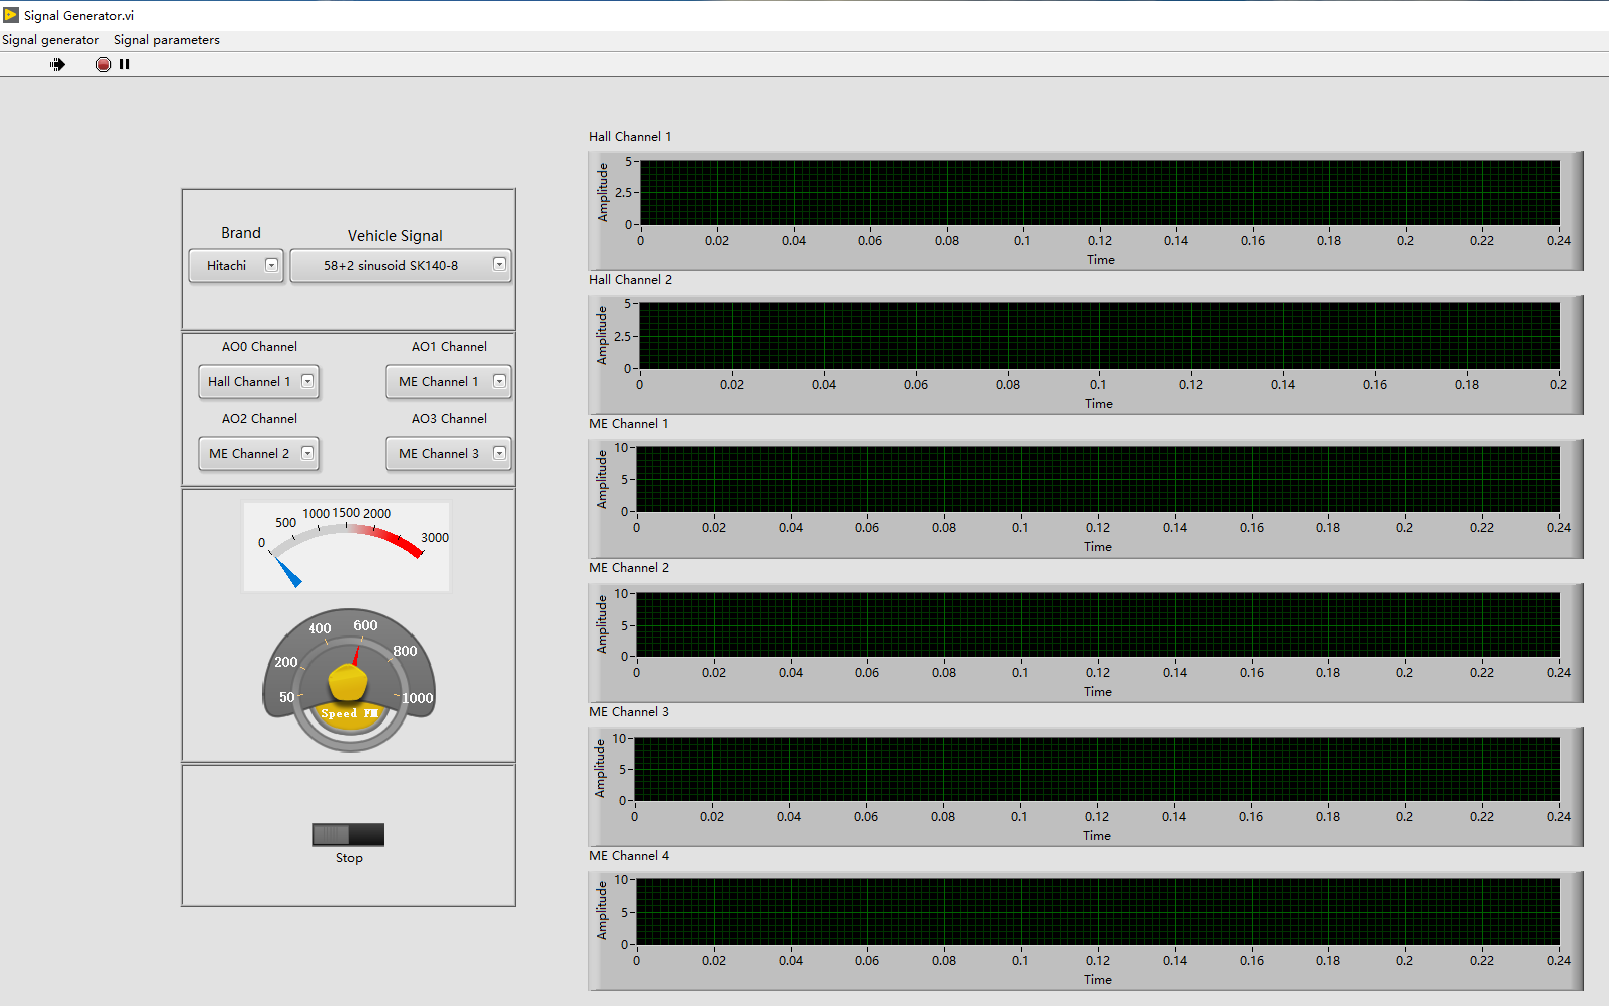 Signal Generator.vi
Signal generator Signal parameters
Brand
Vehicle Signal
Hitachi
58+2 sinusoid SK140-8
AO0 Channel
AO1 Channel
Hall Channel 1
ME Channel 1
AO2 Channel
AO3 Channel
ME Channel 2
ME Channel 3
0 500 1000 1500 2000 3000
50 200 400 600 800 1000
Speed FM
Stop
Hall Channel 1
Amplitude
5
2.5
0
0 0.02 0.04 0.06 0.08 0.1 0.12 0.14 0.16 0.18 0.2 0.22 0.24
Time
Hall Channel 2
Amplitude
5
2.5
0
0 0.02 0.04 0.06 0.08 0.1 0.12 0.14 0.16 0.18 0.2
Time
ME Channel 1
Amplitude
10
5
0
0 0.02 0.04 0.06 0.08 0.1 0.12 0.14 0.16 0.18 0.2 0.22 0.24
Time
ME Channel 2
Amplitude
10
5
0
0 0.02 0.04 0.06 0.08 0.1 0.12 0.14 0.16 0.18 0.2 0.22 0.24
Time
ME Channel 3
Amplitude
10
5
0
0 0.02 0.04 0.06 0.08 0.1 0.12 0.14 0.16 0.18 0.2 0.22 0.24
Time
ME Channel 4
Amplitude
10
5
0
0 0.02 0.04 0.06 0.08 0.1 0.12 0.14 0.16 0.18 0.2 0.22 0.24
Time